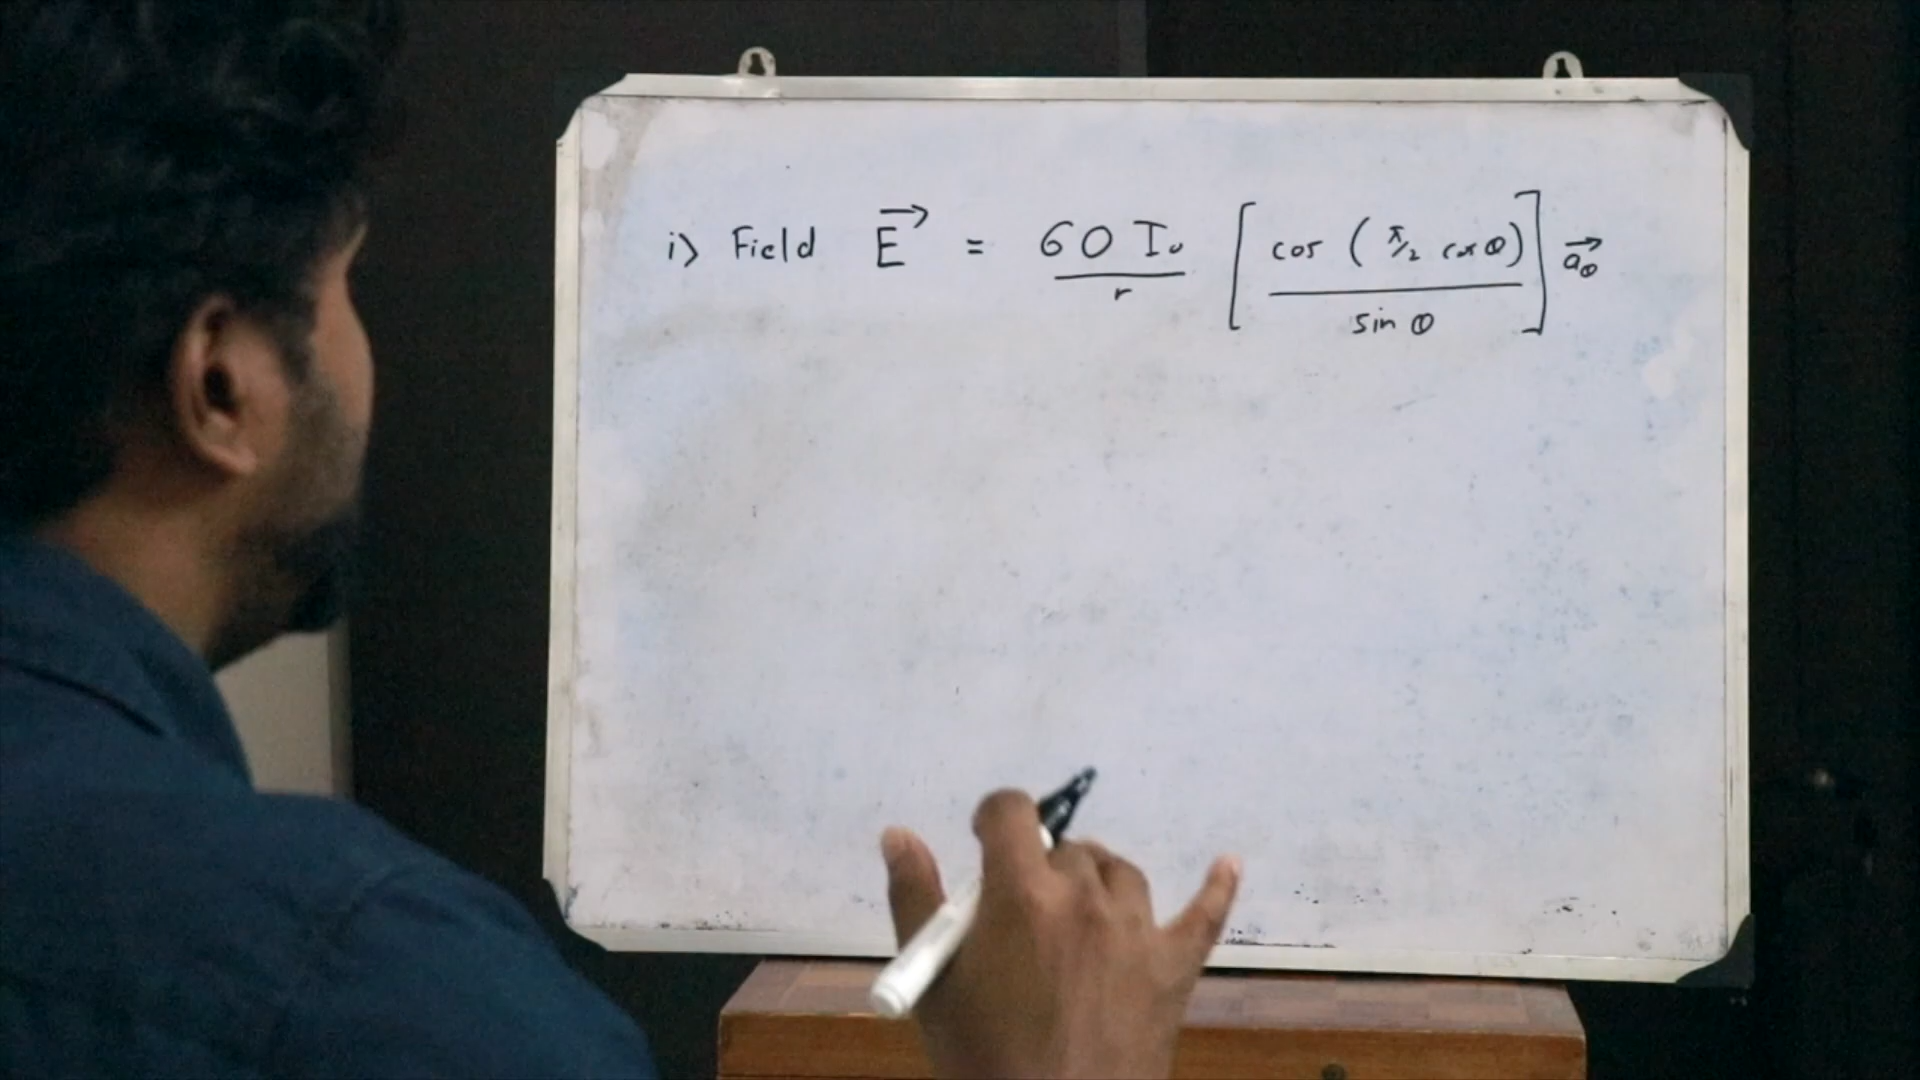 i) Field E⃗ = 60 I₀ / r [ cos ( π/2 cos θ) / sin θ ] a⃗θ